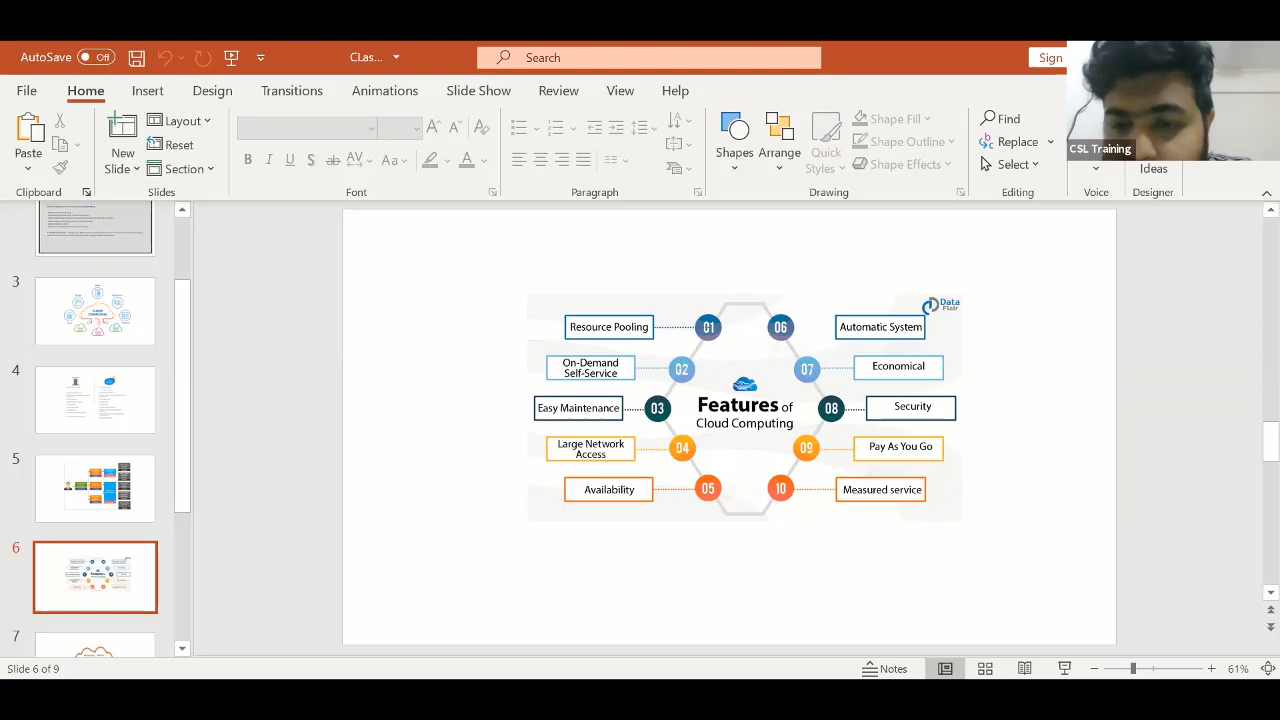 AutoSave Off
CLas...
Search
Sign
CSL Training
File Home Insert Design Transitions Animations Slide Show Review View Help
Paste
Clipboard
New
Slide
Layout
Reset
Section
Slides
B I U S ab AV Aa A
Font
Paragraph
Shapes Arrange Quick
Styles
Shape Fill
Shape Outline
Shape Effects
Drawing
Find
Replace
Select
Editing
Voice
Ideas
Designer
3
CLOUD
COMPUTING
4
5
6
7
Data
Flair
Resource Pooling 01
On-Demand
Self-Service 02
Easy Maintenance 03
Large Network
Access 04
Availability 05
Features of
Cloud Computing
06 Automatic System
07 Economical
08 Security
09 Pay As You Go
10 Measured service
Slide 6 of 9
Notes
61%